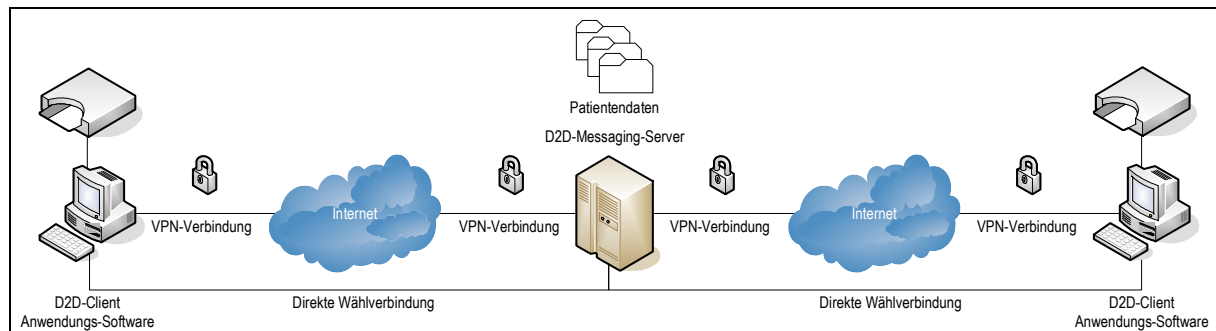 Patientendaten
D2D-Messaging-Server
Internet
Internet
VPN-Verbindung
VPN-Verbindung
VPN-Verbindung
VPN-Verbindung
D2D-Client
Anwendungs-Software
Direkte Wählverbindung
Direkte Wählverbindung
D2D-Client
Anwendungs-Software